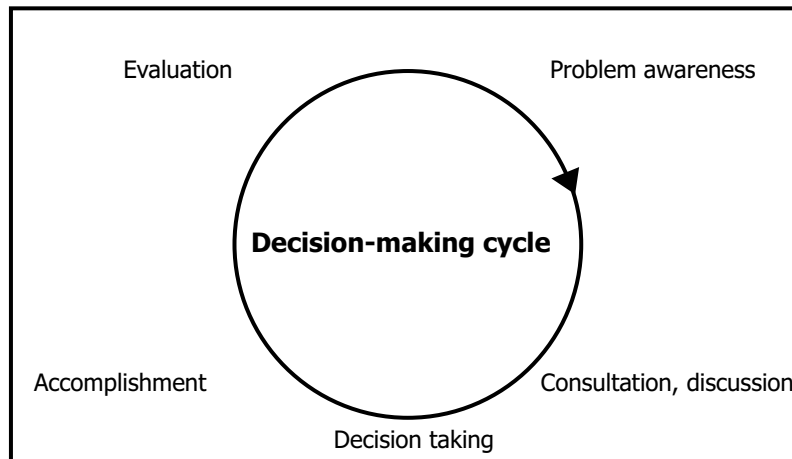 Evaluation
Problem awareness
Decision-making cycle
Accomplishment
Consultation, discussion
Decision taking